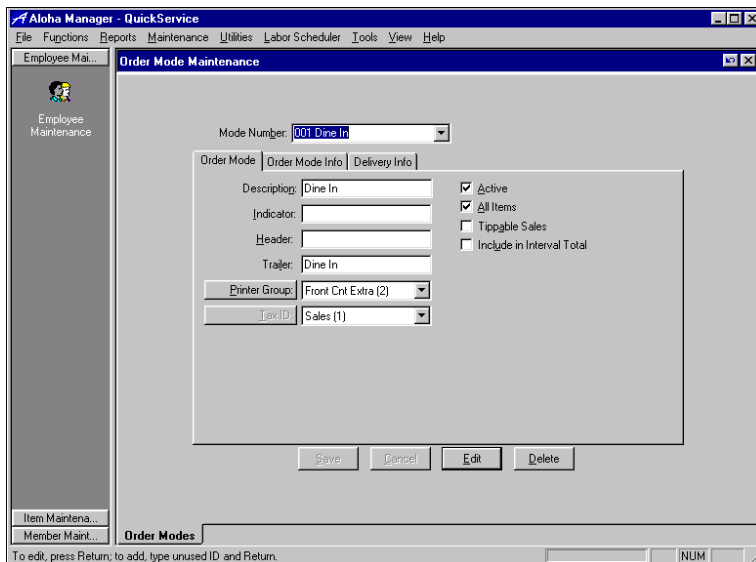 Aloha Manager - QuickService
File Functions Reports Maintenance Utilities Labor Scheduler Tools View Help
Employee Mai...
Order Mode Maintenance
Employee
Maintenance
Mode Number: 001 Dine In
Order Mode Order Mode Info Delivery Info
Description: Dine In Active
Indicator: All Items
Header: Tippable Sales
Trailer: Dine In Include in Interval Total
Printer Group: Front Cnt Extra (2)
Tax ID: Sales (1)
Save Cancel Edit Delete
Item Maintena...
Member Maint...
Order Modes
To edit, press Return; to add, type unused ID and Return. NUM